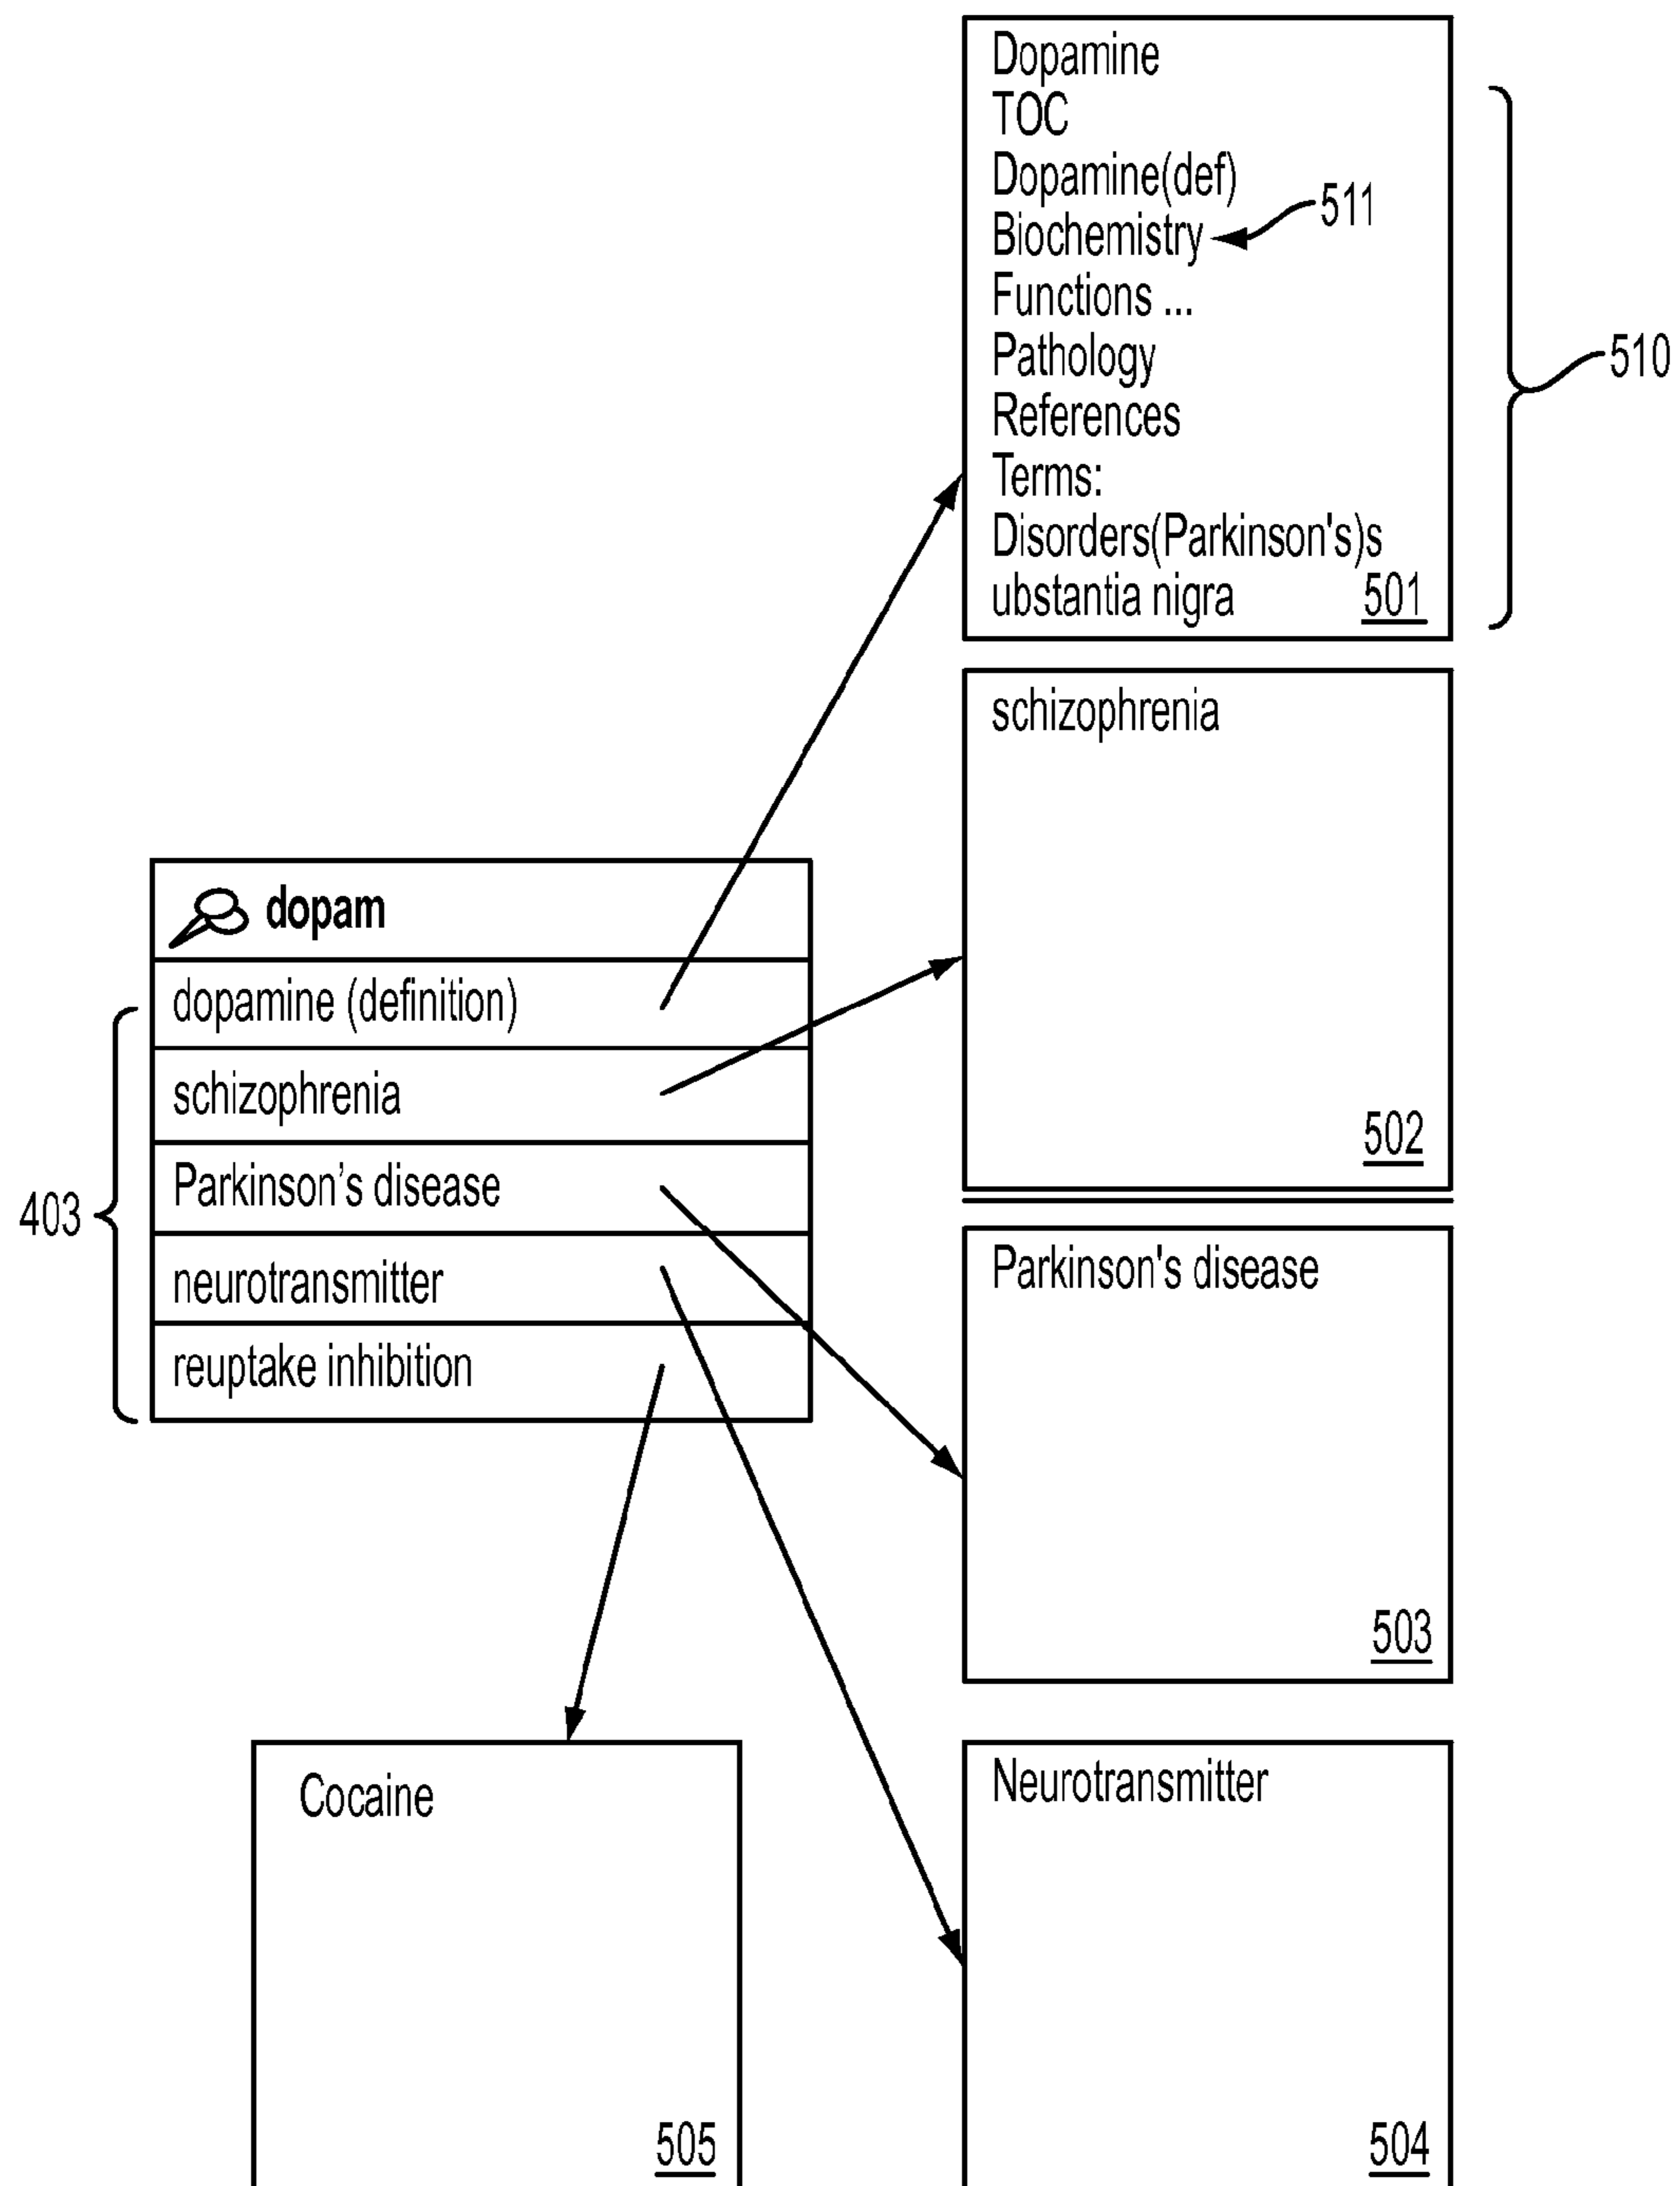 Dopamine
TOC
Dopamine(def)
Biochemistry
511
Functions ...
Pathology
510
References
Terms:
Disorders(Parkinson's)s
ubstantia nigra
501
schizophrenia
502
dopam
dopamine (definition)
schizophrenia
Parkinson's disease
403
neurotransmitter
reuptake inhibition
Parkinson's disease
503
Cocaine
505
Neurotransmitter
504